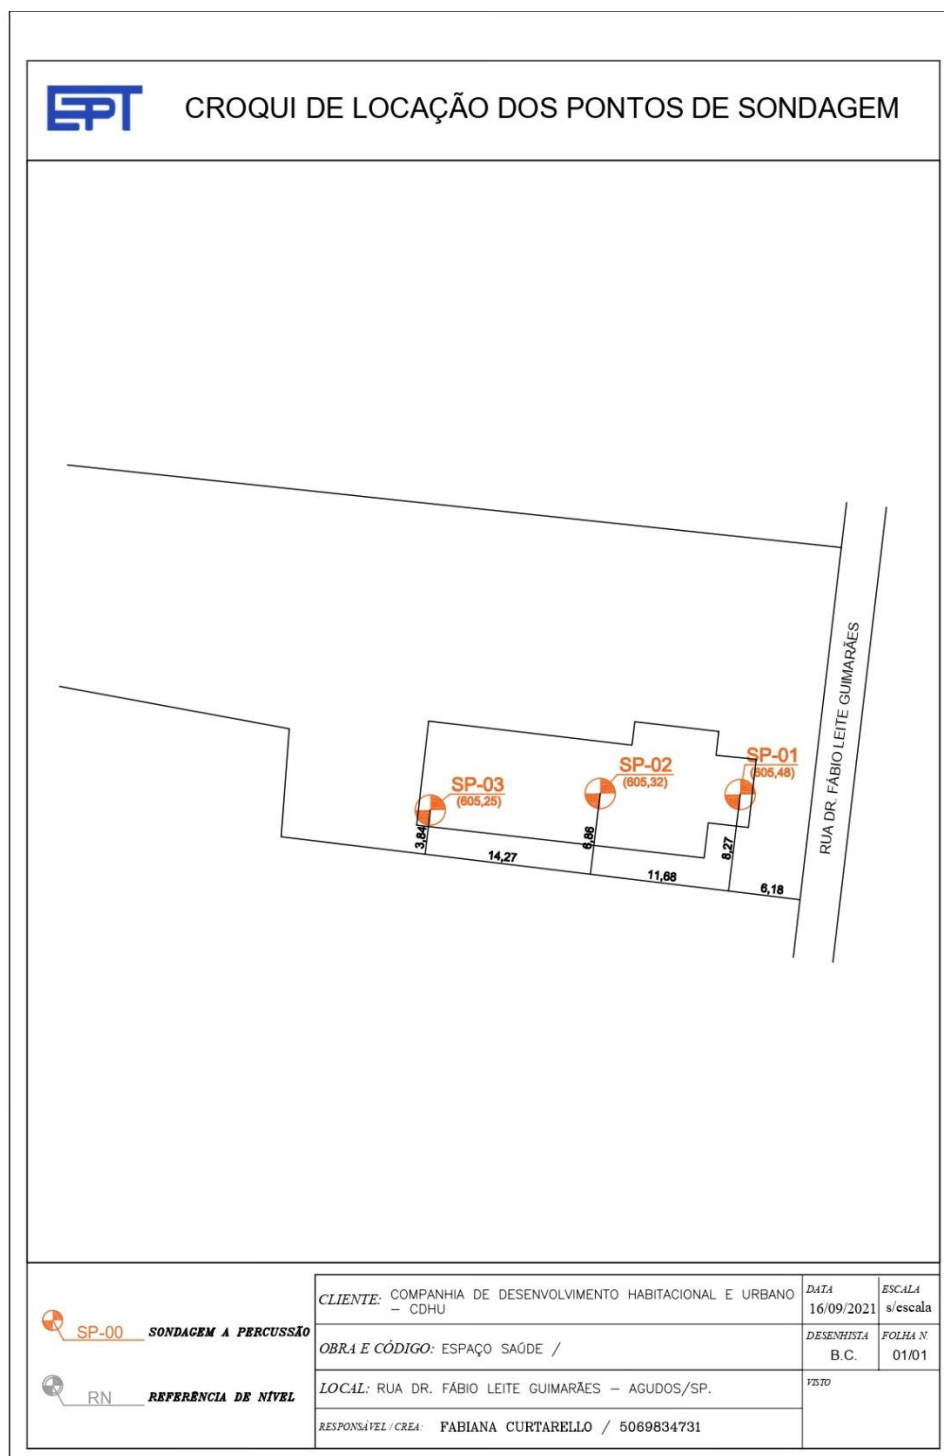 EPT
CROQUI DE LOCAÇÃO DOS PONTOS DE SONDAGEM
RUA DR. FÁBIO LEITE GUIMARÃES
SP-01
(605,48)
SP-02
(605,32)
SP-03
(605,25)
3,84
14,27
6,86
11,68
8,27
6,18
SP-00 SONDAGEM A PERCUSSÃO
RN REFERÊNCIA DE NÍVEL
CLIENTE: COMPANHIA DE DESENVOLVIMENTO HABITACIONAL E URBANO
– CDHU
OBRA E CÓDIGO: ESPAÇO SAÚDE /
LOCAL: RUA DR. FÁBIO LEITE GUIMARÃES – AGUDOS/SP.
RESPONSÁVEL / CREA: FABIANA CURTARELLO / 5069834731
DATA
16/09/2021
ESCALA
s/escala
DESENHISTA
B.C.
FOLHA N.
01/01
VISTO